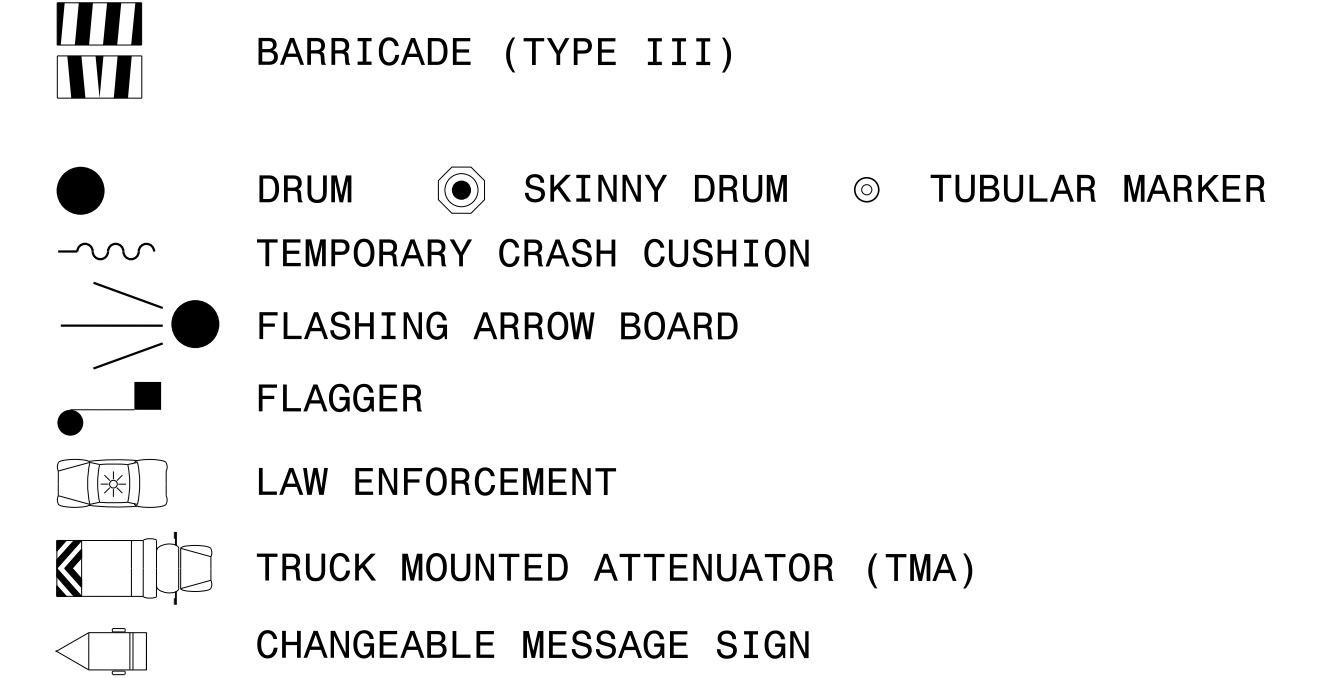 BARRICADE (TYPE III)
DRUM SKINNY DRUM TUBULAR MARKER
TEMPORARY CRASH CUSHION
FLASHING ARROW BOARD
FLAGGER
LAW ENFORCEMENT
TRUCK MOUNTED ATTENUATOR (TMA)
CHANGEABLE MESSAGE SIGN